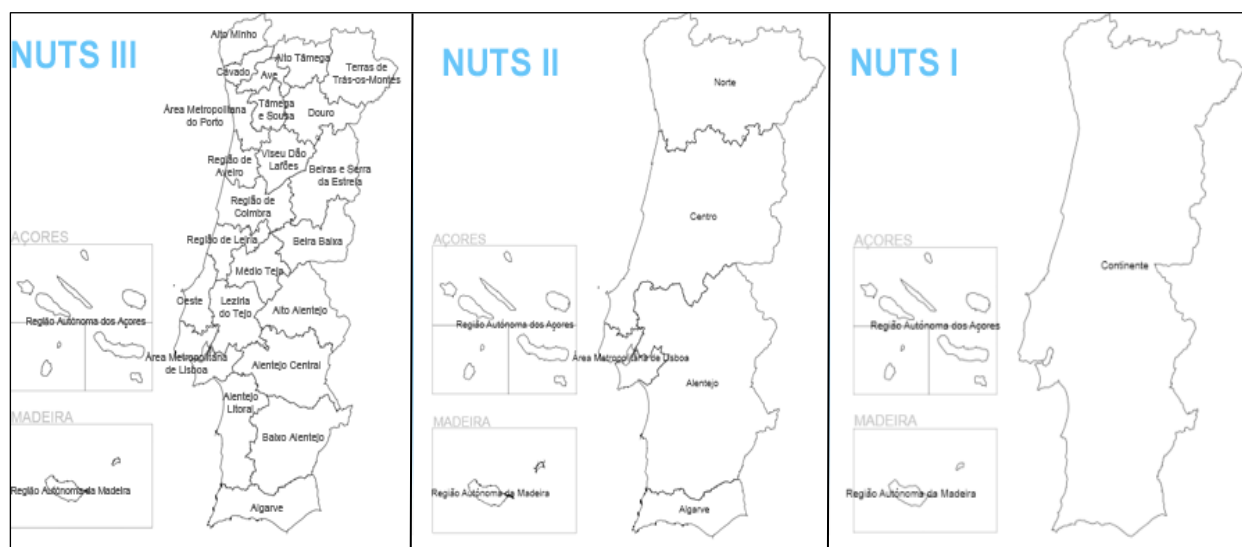 NUTS III
Alto Minho
Alto Tâmega
Terras de
Trás-os-Montes
Cávado
Ave
Área Metropolitana
do Porto
Tâmega
e Sousa
Douro
Região de
Aveiro
Viseu Dão
Lafões
Beiras e Serra
da Estrela
Região de
Coimbra
Região de Leiria
Beira Baixa
Médio Tejo
Oeste
Lezíria
do Tejo
Alto Alentejo
AÇORES
Região Autónoma dos Açores
Área Metropolitana
de Lisboa
Alentejo Central
Alentejo
Litoral
Baixo Alentejo
MADEIRA
Região Autónoma da Madeira
Algarve
NUTS II
Norte
Centro
AÇORES
Região Autónoma dos Açores
Área Metropolitana de Lisboa
Alentejo
MADEIRA
Região Autónoma da Madeira
Algarve
NUTS I
Continente
AÇORES
Região Autónoma dos Açores
MADEIRA
Região Autónoma da Madeira